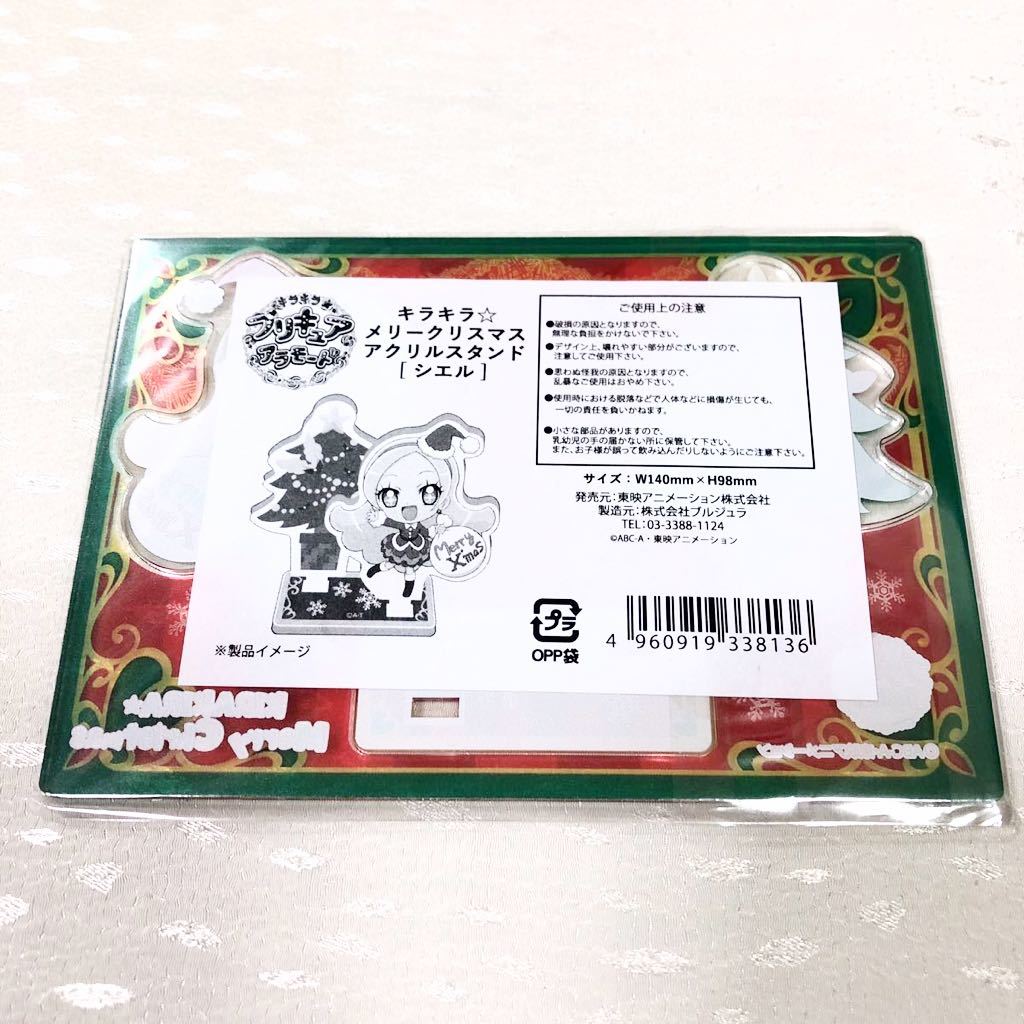 キラキラ☆
プリキュア
アラモード
キラキラ☆
メリークリスマス
アクリルスタンド
[ シエル ]
Merry
Xmas
©A・T
※製品イメージ
ご使用上の注意
●破損の原因となりますので、
無理な負担をかけないで下さい。
●デザイン上、壊れやすい部分がございますので、
注意してご使用下さい。
●思わぬ怪我の原因となりますので、
乱暴なご使用はおやめ下さい。
●使用時における脱落などで人体などに損傷が生じても、
一切の責任を負いかねます。
●小さな部品がありますので、
乳幼児の手の届かない所に保管して下さい。
また、お子様が誤って飲み込んだりしないようにご注意下さい。
サイズ：W140mm×H98mm
発売元：東映アニメーション株式会社
製造元：株式会社ブルジュラ
TEL：03-3388-1124
©ABC-A・東映アニメーション
プラ
OPP袋
4 960919 338136
KIRAKIRA☆
Merry Christmas
©ABC-A・東映アニメーション